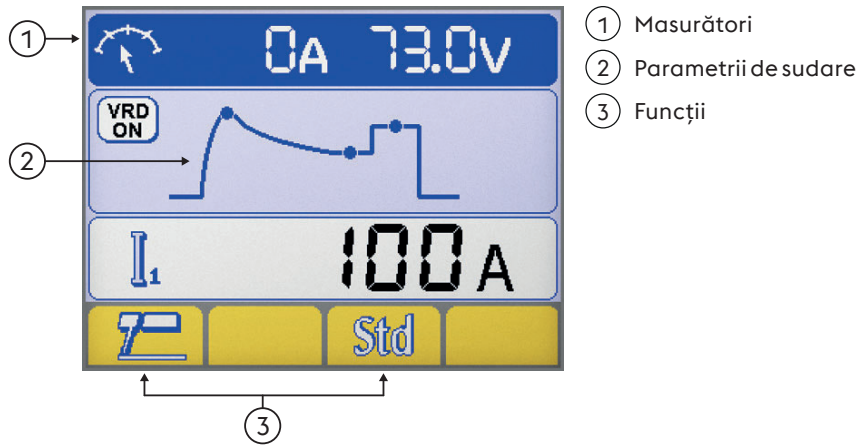 1 Masurători
0A 73.0V
2 Parametrii de sudare
VRD
ON
3 Funcții
2
I1 100A
Std
3
1